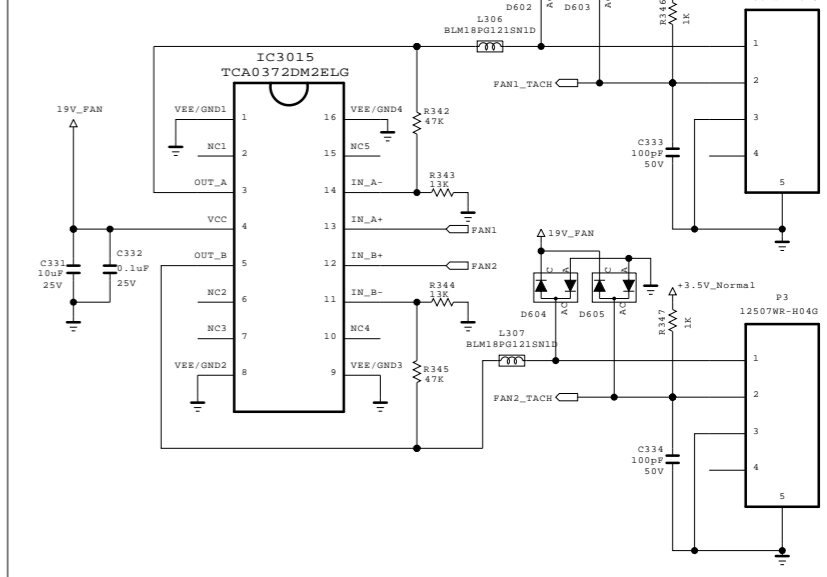 D602
D603
AC
R346
1K
L306
BLM18PG121SN1D
1
IC3015
TCA0372DM2ELG
FAN1_TACH
2
19V_FAN
VEE/GND1
1
16
VEE/GND4
R342
47K
3
NC1
2
15
NC5
C333
100pF
50V
4
OUT_A
3
14
IN_A-
R343
13K
5
VCC
4
13
IN_A+
FAN1
19V_FAN
C331
10uF
25V
C332
0.1uF
25V
OUT_B
5
12
IN_B+
FAN2
C
A
C
A
AC
AC
D604
D605
+3.5V_Normal
R347
1K
P3
12507WR-H04G
NC2
6
11
IN_B-
R344
13K
NC3
7
10
NC4
L307
BLM18PG121SN1D
1
VEE/GND2
8
9
VEE/GND3
R345
47K
FAN2_TACH
2
3
C334
100pF
50V
4
5